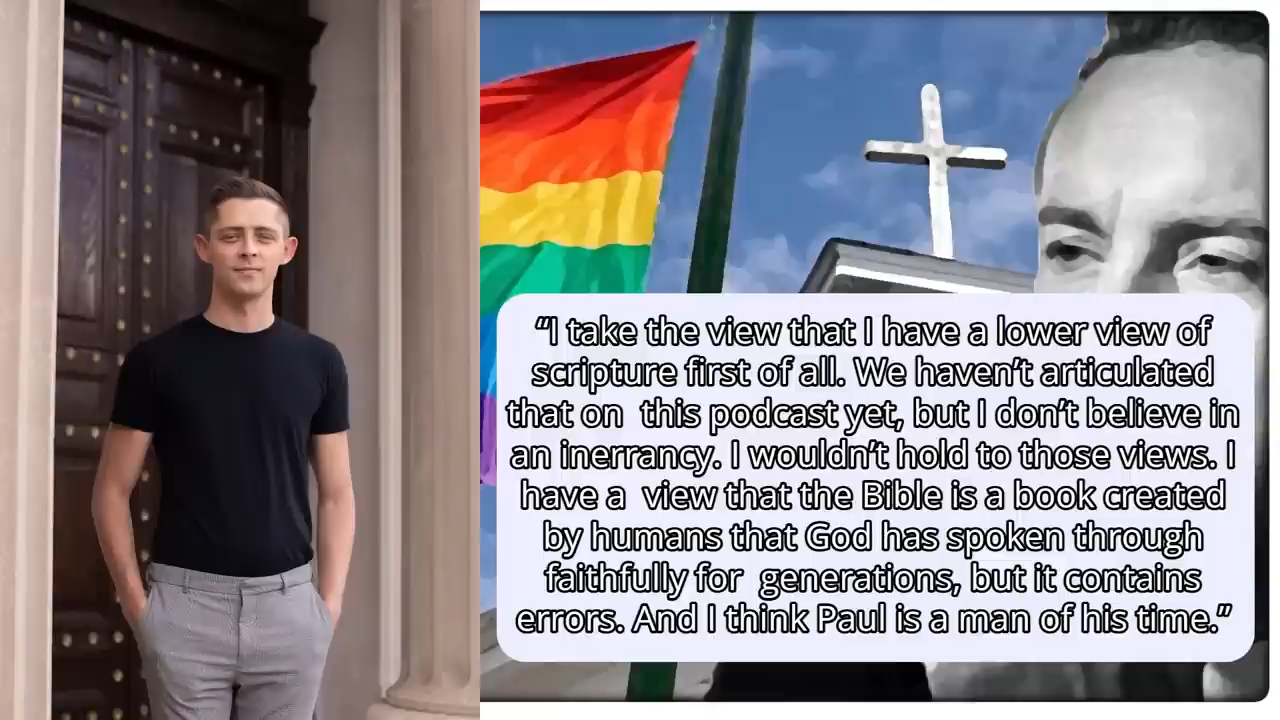 “I take the view that I have a lower view of
scripture first of all. We haven’t articulated
that on this podcast yet, but I don’t believe in
an inerrancy. I wouldn’t hold to those views. I
have a view that the Bible is a book created
by humans that God has spoken through
faithfully for generations, but it contains
errors. And I think Paul is a man of his time.”